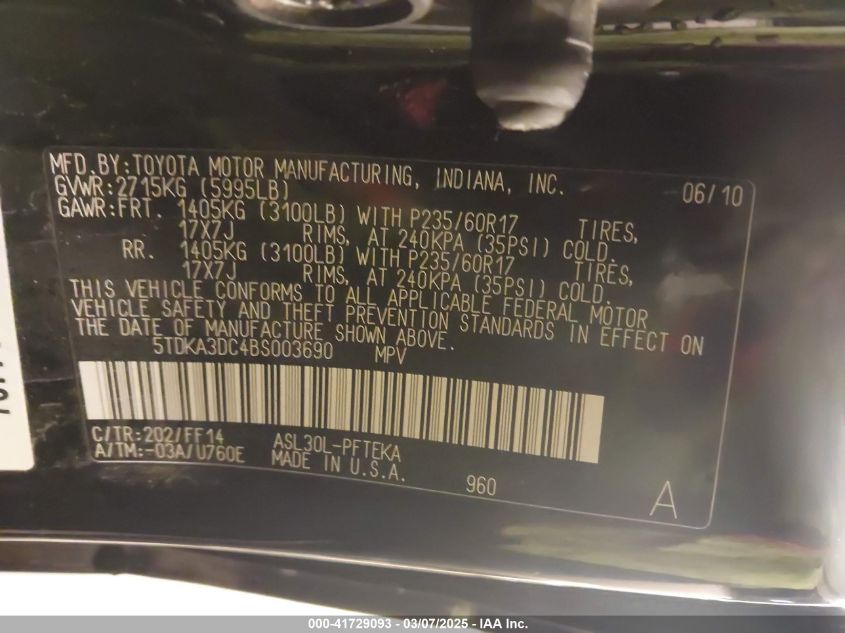 MFD.BY:TOYOTA MOTOR MANUFACTURING, INDIANA, INC. 06/10
GVWR:2715KG (5995LB)
GAWR:FRT. 1405KG (3100LB) WITH P235/60R17 TIRES,
17X7J RIMS, AT 240KPA (35PSI) COLD.
RR. 1405KG (3100LB) WITH P235/60R17 TIRES,
17X7J RIMS, AT 240KPA (35PSI) COLD.
THIS VEHICLE CONFORMS TO ALL APPLICABLE FEDERAL MOTOR
VEHICLE SAFETY AND THEFT PREVENTION STANDARDS IN EFFECT ON
THE DATE OF MANUFACTURE SHOWN ABOVE.
5TDKA3DC4BS003690 MPV
C/TR:202/FF14 ASL30L-PFTEKA
A/TM:-03A/U760E MADE IN U.S.A.
960 A
000-41729093 - 03/07/2025 - IAA Inc.